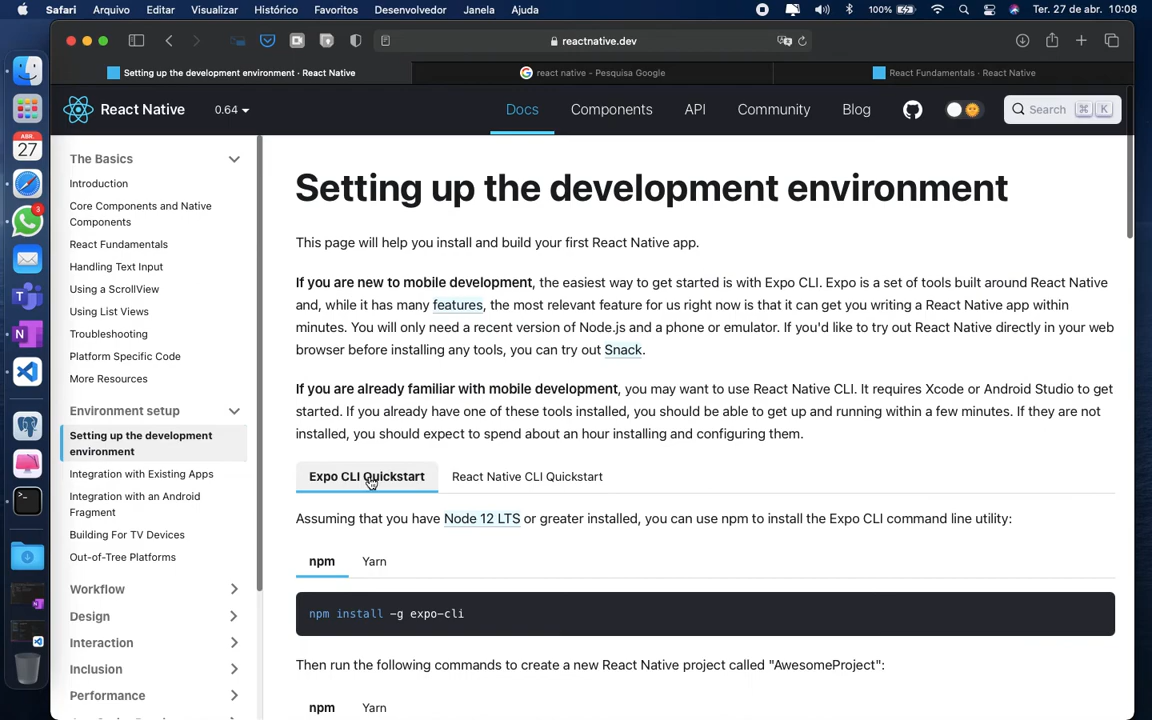 Safari Arquivo Editar Visualizar Histórico Favoritos Desenvolvedor Janela Ajuda 100% Ter. 27 de abr. 10:08
reactnative.dev
Setting up the development environment · React Native
react native - Pesquisa Google
React Fundamentals · React Native
React Native 0.64 Docs Components API Community Blog Search ⌘ K
ABR.
27
3
The Basics
Introduction
Core Components and Native
Components
React Fundamentals
Handling Text Input
Using a ScrollView
Using List Views
Troubleshooting
Platform Specific Code
More Resources
Environment setup
Setting up the development
environment
Integration with Existing Apps
Integration with an Android
Fragment
Building For TV Devices
Out-of-Tree Platforms
Workflow
Design
Interaction
Inclusion
Performance
Setting up the development environment
This page will help you install and build your first React Native app.
If you are new to mobile development, the easiest way to get started is with Expo CLI. Expo is a set of tools built around React Native
and, while it has many features, the most relevant feature for us right now is that it can get you writing a React Native app within
minutes. You will only need a recent version of Node.js and a phone or emulator. If you'd like to try out React Native directly in your web
browser before installing any tools, you can try out Snack.
If you are already familiar with mobile development, you may want to use React Native CLI. It requires Xcode or Android Studio to get
started. If you already have one of these tools installed, you should be able to get up and running within a few minutes. If they are not
installed, you should expect to spend about an hour installing and configuring them.
Expo CLI Quickstart React Native CLI Quickstart
Assuming that you have Node 12 LTS or greater installed, you can use npm to install the Expo CLI command line utility:
npm Yarn
npm install -g expo-cli
Then run the following commands to create a new React Native project called "AwesomeProject":
npm Yarn